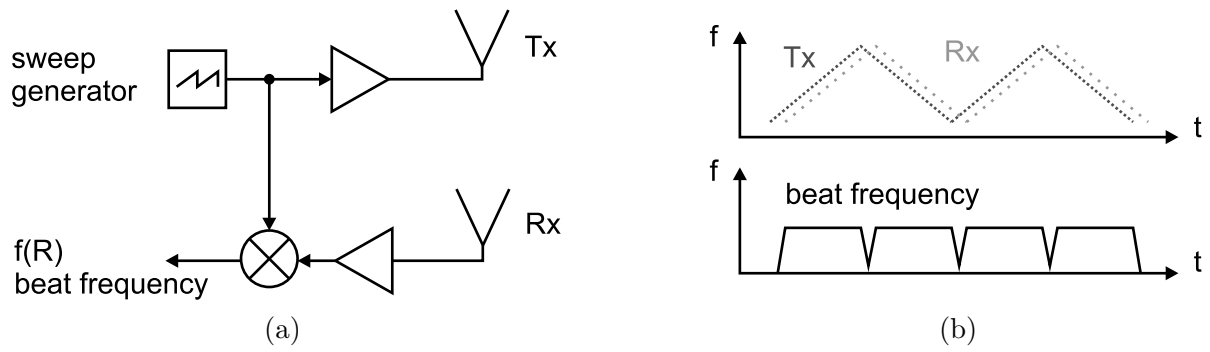 sweep
generator
Tx
Rx
f(R)
beat frequency
(a)
f
Tx
Rx
t
f
beat frequency
t
(b)